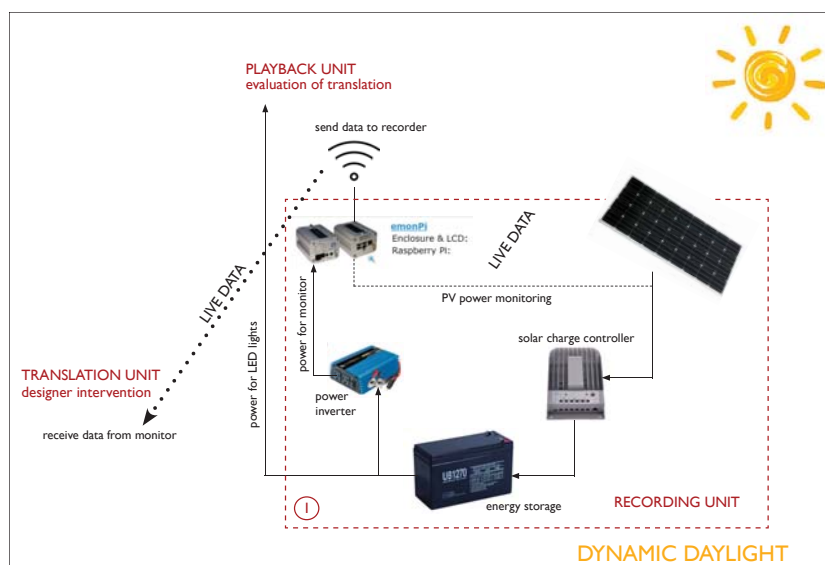 PLAYBACK UNIT
evaluation of translation
send data to recorder
emonPi
Enclosure & LCD:
Raspberry Pi:
LIVE DATA
LIVE DATA
PV power monitoring
power for monitor
power for LED lights
solar charge controller
TRANSLATION UNIT
designer intervention
receive data from monitor
power
inverter
UB1270
energy storage
1
RECORDING UNIT
DYNAMIC DAYLIGHT